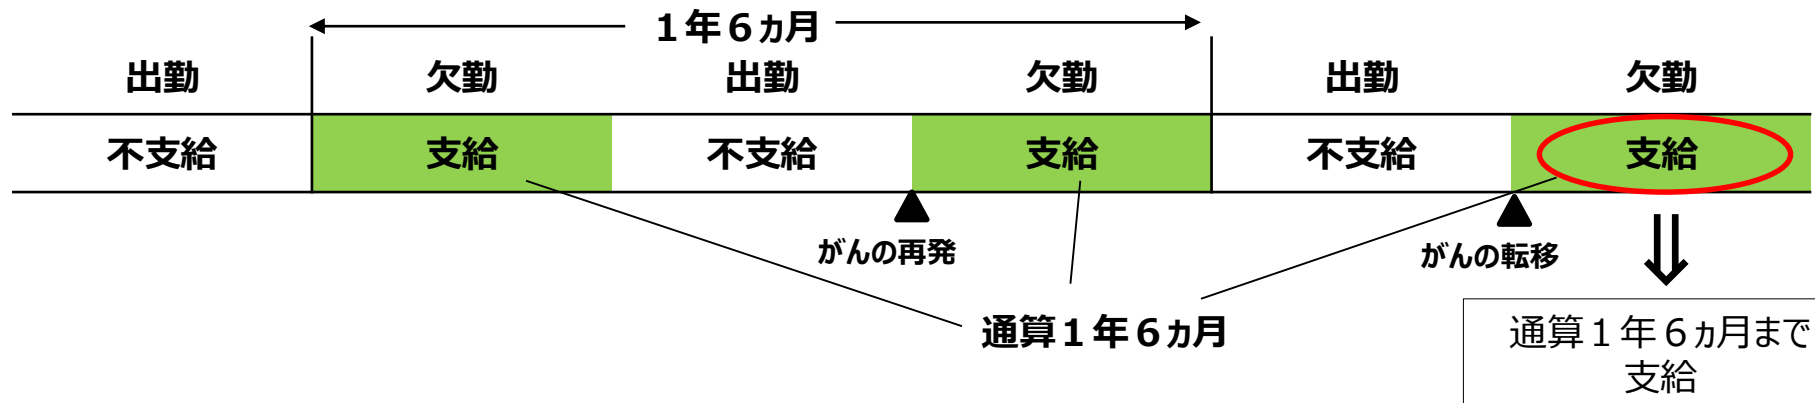 1年6ヵ月
出勤 欠勤 出勤 欠勤 出勤 欠勤
不支給 支給 不支給 支給 不支給 支給
がんの再発 がんの転移
通算1年6ヵ月
通算1年6ヵ月まで
支給